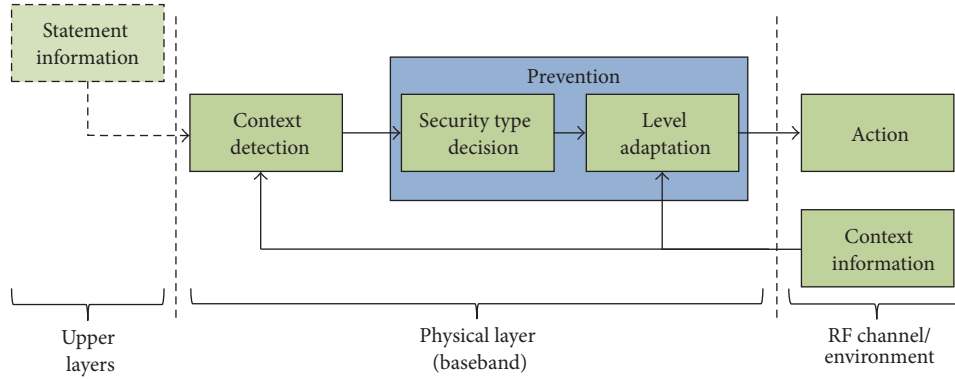 Statement
information
Prevention
Context
detection
Security type
decision
Level
adaptation
Action
Context
information
Upper
layers
Physical layer
(baseband)
RF channel/
environment